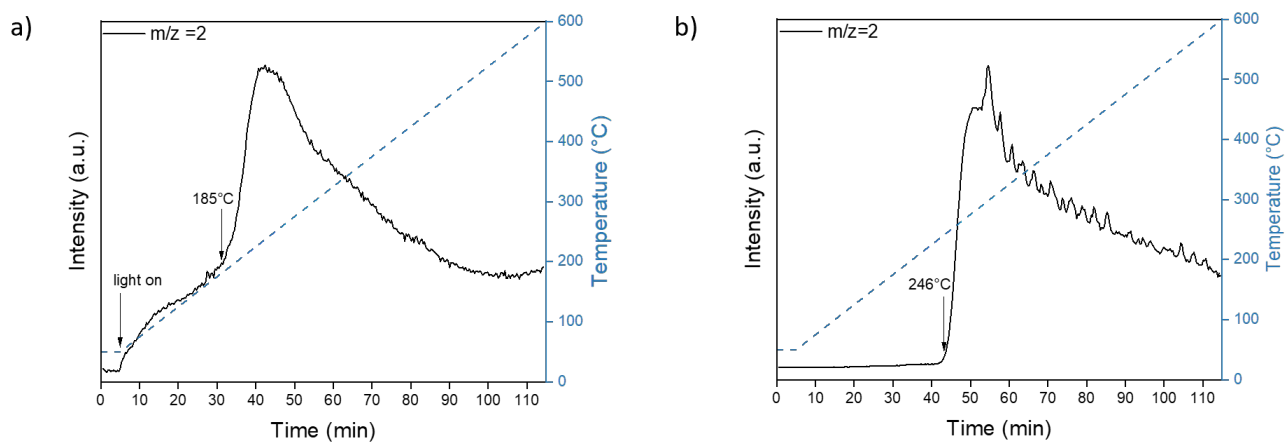 a)
m/z =2
Intensity (a.u.)
185°C
light on
0 10 20 30 40 50 60 70 80 90 100 110
Time (min)
600
500
400
300
200
100
0
Temperature (°C)
b)
m/z=2
Intensity (a.u.)
246°C
0 10 20 30 40 50 60 70 80 90 100 110
Time (min)
600
500
400
300
200
100
0
Temperature (°C)